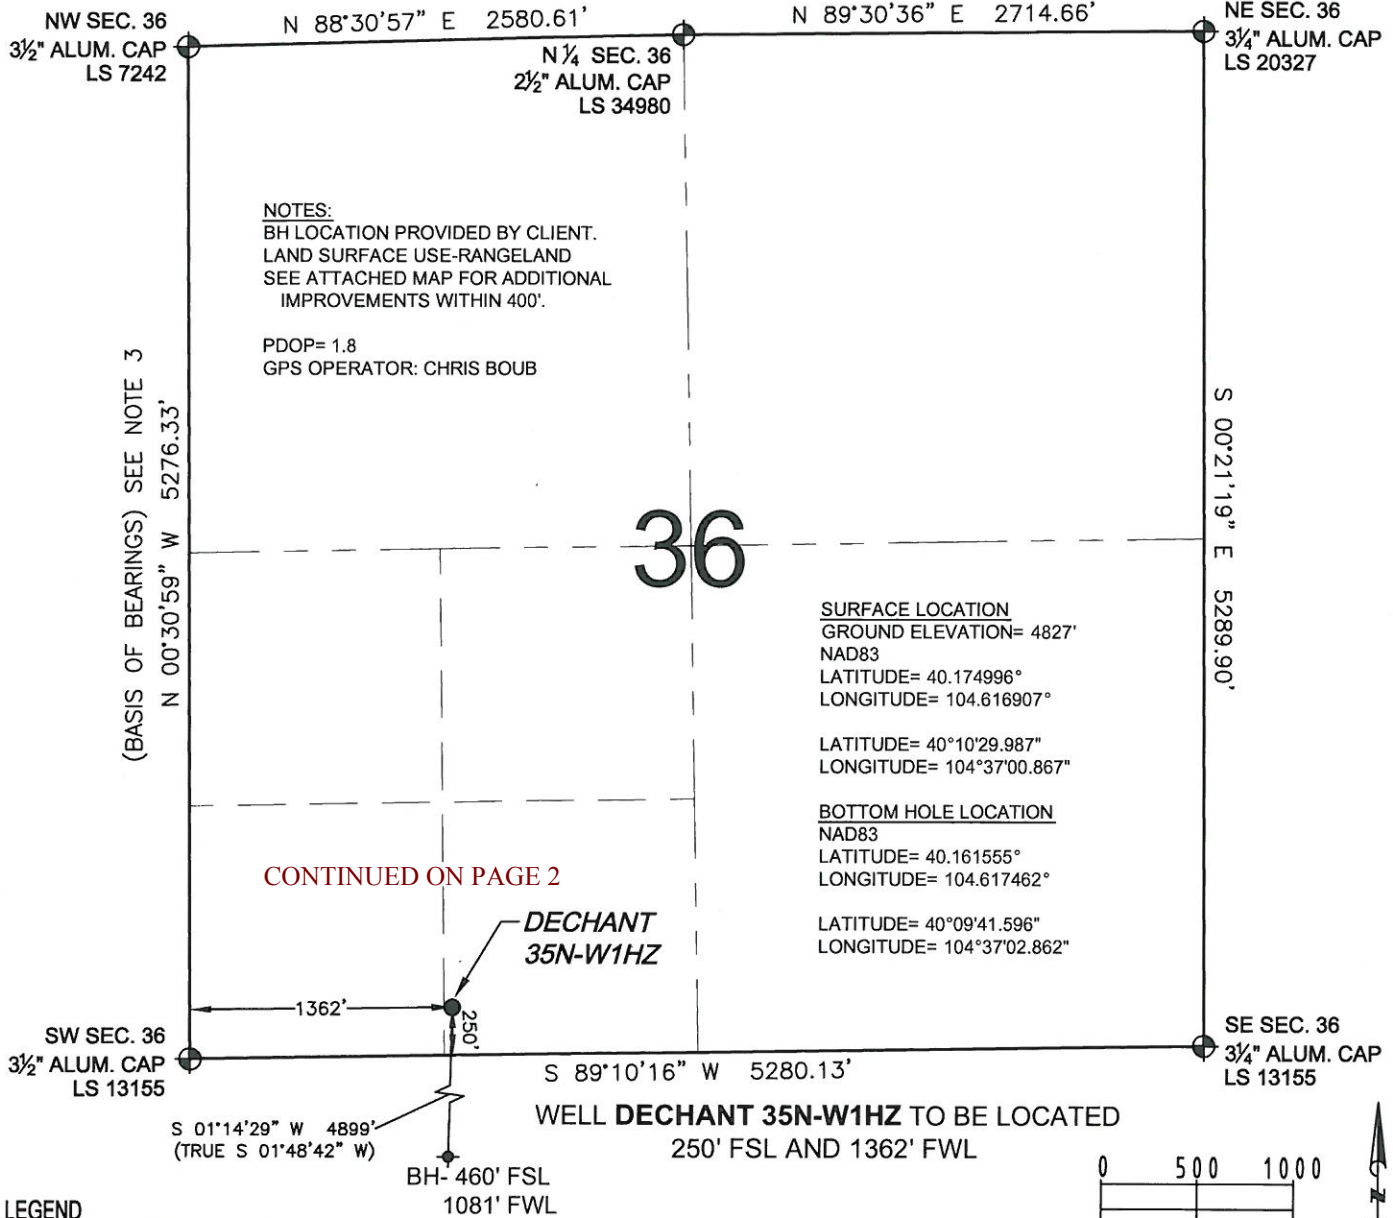 NW SEC. 36
3½" ALUM. CAP
LS 7242
N 88°30'57" E 2580.61'
N ¼ SEC. 36
2½" ALUM. CAP
LS 34980
N 89°30'36" E 2714.66'
NE SEC. 36
3¼" ALUM. CAP
LS 20327
NOTES:
BH LOCATION PROVIDED BY CLIENT.
LAND SURFACE USE-RANGELAND
SEE ATTACHED MAP FOR ADDITIONAL
IMPROVEMENTS WITHIN 400'.
PDOP= 1.8
GPS OPERATOR: CHRIS BOUB
(BASIS OF BEARINGS) SEE NOTE 3
N 00°30'59" W 5276.33'
36
S 00°21'19" E 5289.90'
SURFACE LOCATION
GROUND ELEVATION= 4827'
NAD83
LATITUDE= 40.174996°
LONGITUDE= 104.616907°
LATITUDE= 40°10'29.987"
LONGITUDE= 104°37'00.867"
BOTTOM HOLE LOCATION
NAD83
LATITUDE= 40.161555°
LONGITUDE= 104.617462°
LATITUDE= 40°09'41.596"
LONGITUDE= 104°37'02.862"
CONTINUED ON PAGE 2
DECHANT
35N-W1HZ
1362'
250'
SW SEC. 36
3½" ALUM. CAP
LS 13155
S 89°10'16" W 5280.13'
SE SEC. 36
3¼" ALUM. CAP
LS 13155
S 01°14'29" W 4899'
(TRUE S 01°48'42" W)
WELL DECHANT 35N-W1HZ TO BE LOCATED
250' FSL AND 1362' FWL
BH- 460' FSL
1081' FWL
0 500 1000
N
LEGEND